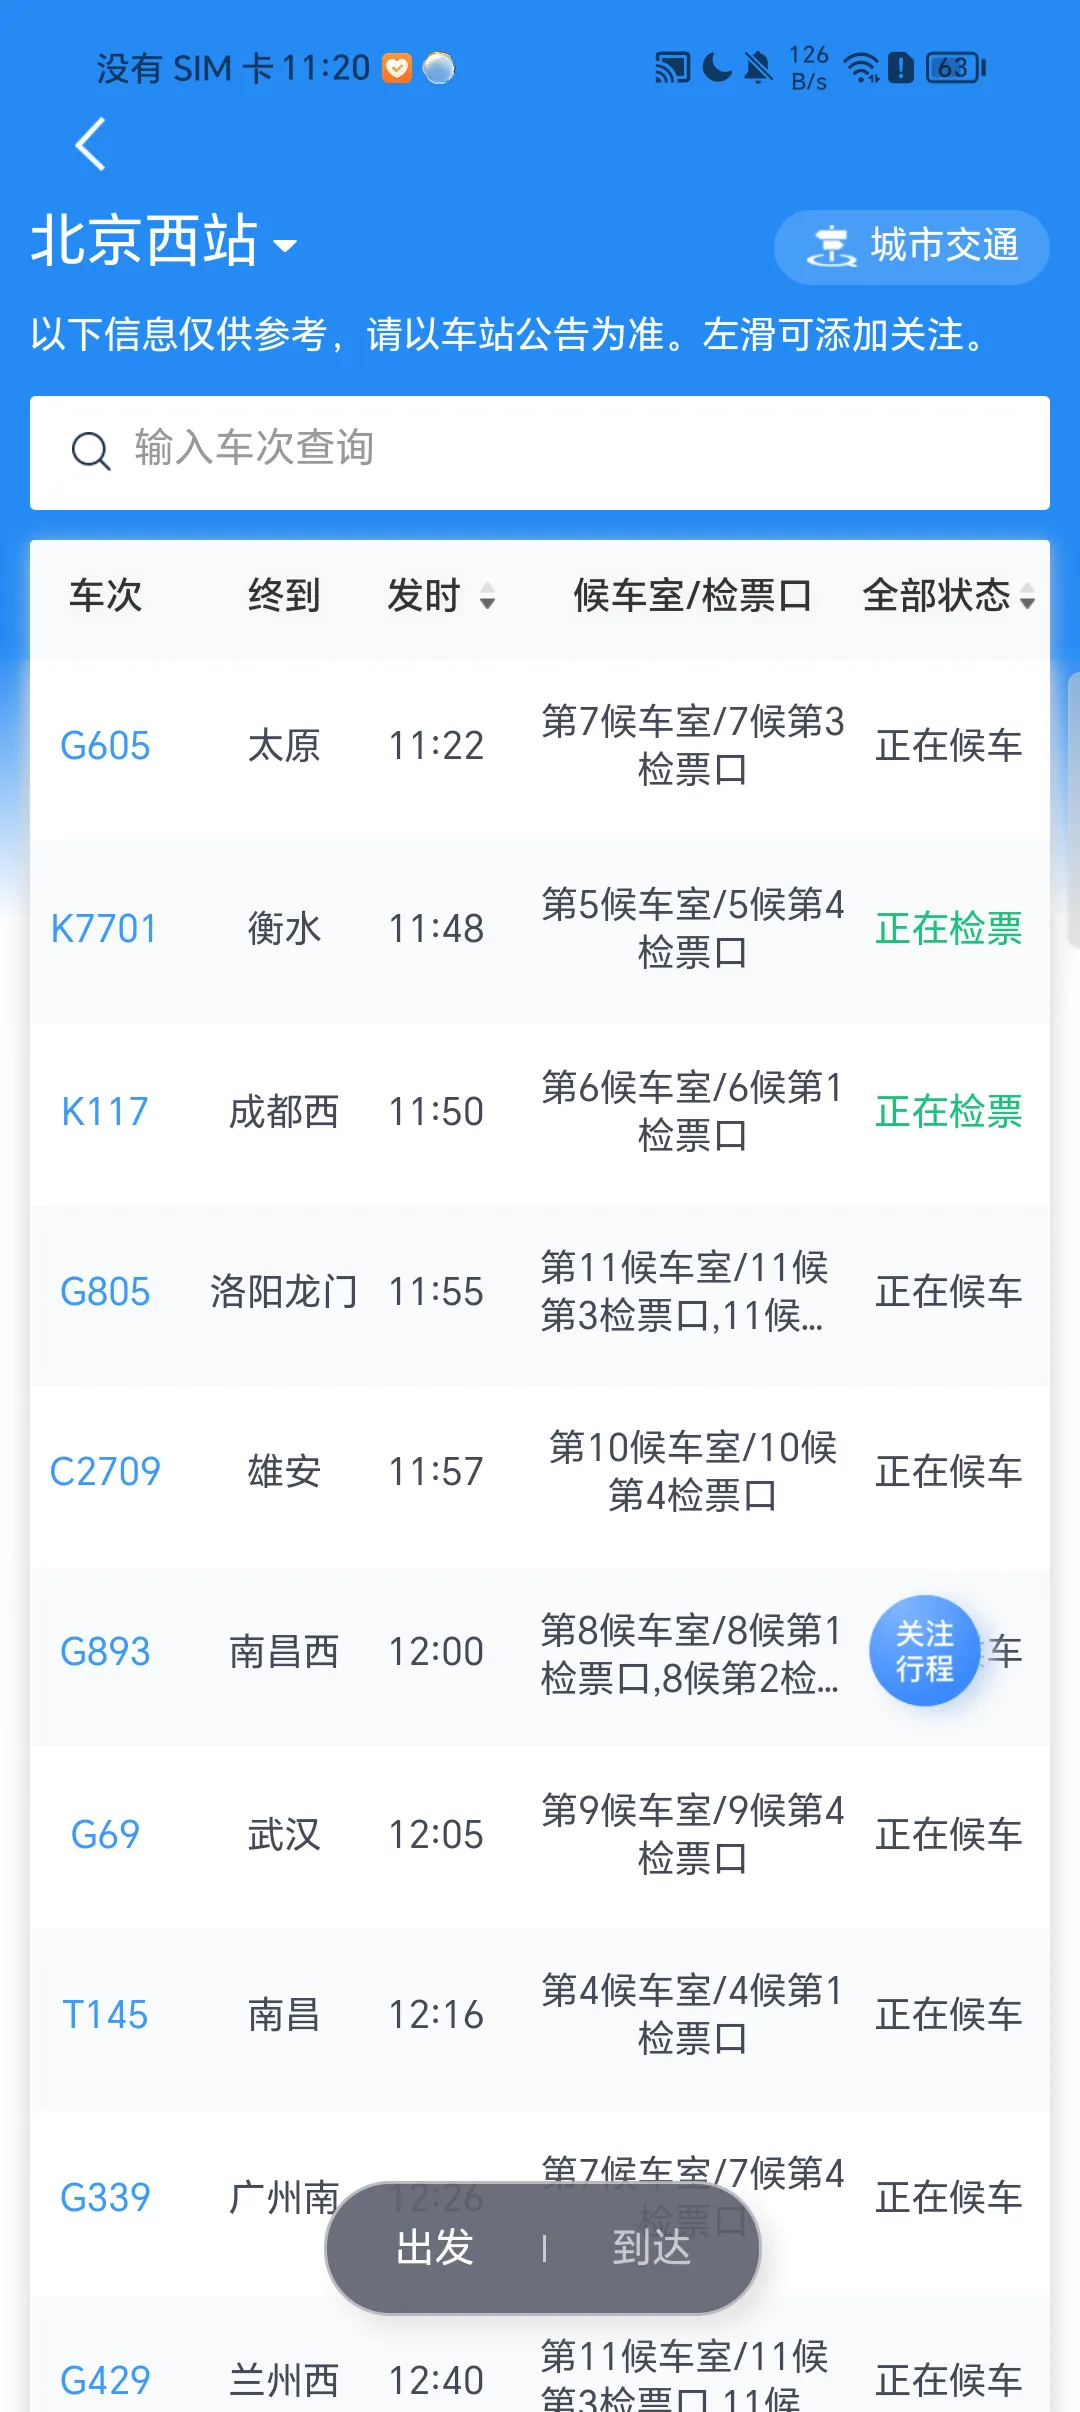 没有 SIM 卡 11:20
126
B/s
63
北京西站
城市交通
以下信息仅供参考，请以车站公告为准。左滑可添加关注。
输入车次查询
车次 终到 发时 候车室/检票口 全部状态
G605 太原 11:22 第7候车室/7候第3
检票口 正在候车
K7701 衡水 11:48 第5候车室/5候第4
检票口 正在检票
K117 成都西 11:50 第6候车室/6候第1
检票口 正在检票
G805 洛阳龙门 11:55 第11候车室/11候
第3检票口,11候... 正在候车
C2709 雄安 11:57 第10候车室/10候
第4检票口 正在候车
G893 南昌西 12:00 第8候车室/8候第1
检票口,8候第2检... 车
关注
行程
G69 武汉 12:05 第9候车室/9候第4
检票口 正在候车
T145 南昌 12:16 第4候车室/4候第1
检票口 正在候车
G339 广州南 12:26 第7候车室/7候第4
检票口 正在候车
出发 | 到达
G429 兰州西 12:40 第11候车室/11候
第3检票口,11候 正在候车